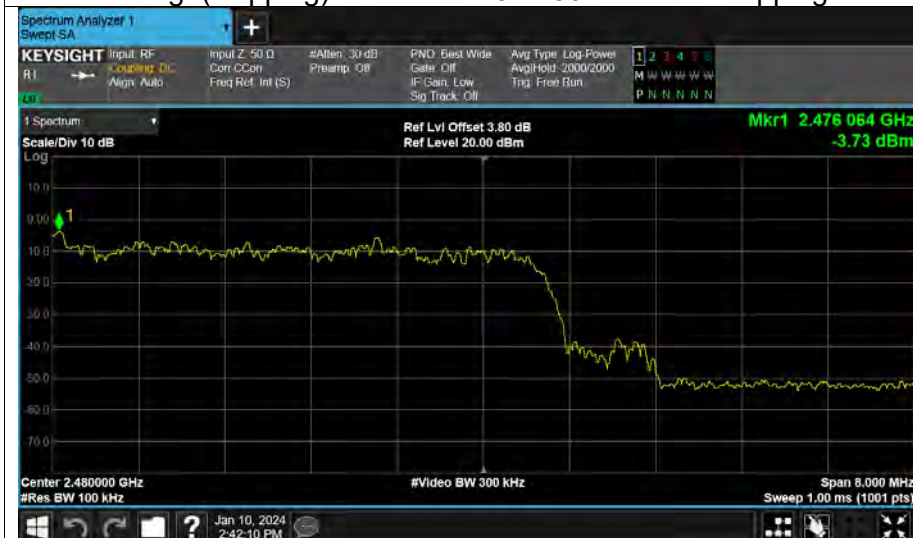 Spectrum Analyzer 1
Swept SA
+
KEYSIGHT Input: RF
Coupling: DC
Align: Auto
Input Z: 50 Ω
Corr CCorr
Freq Ref: Int (S)
#Atten: 30 dB
Preamp: Off
PNO: Best Wide
Gate: Off
IF Gain: Low
Sig Track: Off
Avg Type: Log-Power
Avg|Hold: 2000/2000
Trig: Free Run
1 2 3 4 5 6
M W W W W W
P N N N N N
1 Spectrum
Scale/Div 10 dB
Ref Lvl Offset 3.80 dB
Ref Level 20.00 dBm
Mkr1 2.476 064 GHz
-3.73 dBm
Log
10.0
0.00
1
-10.0
-20.0
-30.0
-40.0
-50.0
-60.0
-70.0
Center 2.480000 GHz
#Res BW 100 kHz
#Video BW 300 kHz
Span 8.000 MHz
Sweep 1.00 ms (1001 pts)
?
Jan 10, 2024
2:42:10 PM